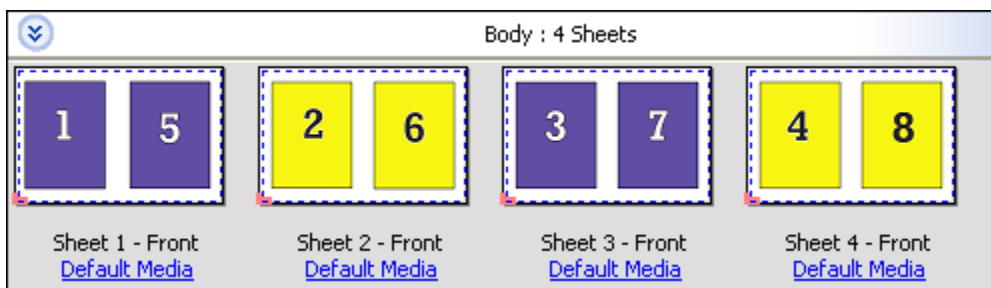 Body : 4 Sheets
1 5 2 6 3 7 4 8
Sheet 1 - Front Sheet 2 - Front Sheet 3 - Front Sheet 4 - Front
Default Media Default Media Default Media Default Media